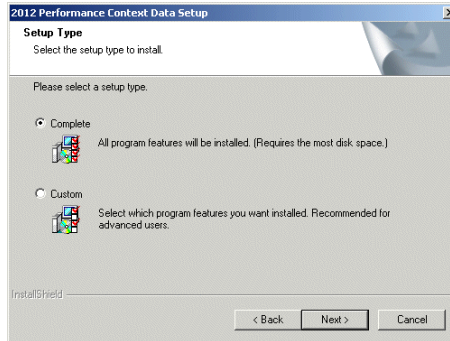 2012 Performance Context Data Setup
Setup Type
Select the setup type to install.
Please select a setup type.
Complete
All program features will be installed. (Requires the most disk space.)
Custom
Select which program features you want installed. Recommended for
advanced users.
InstallShield
< Back
Next >
Cancel